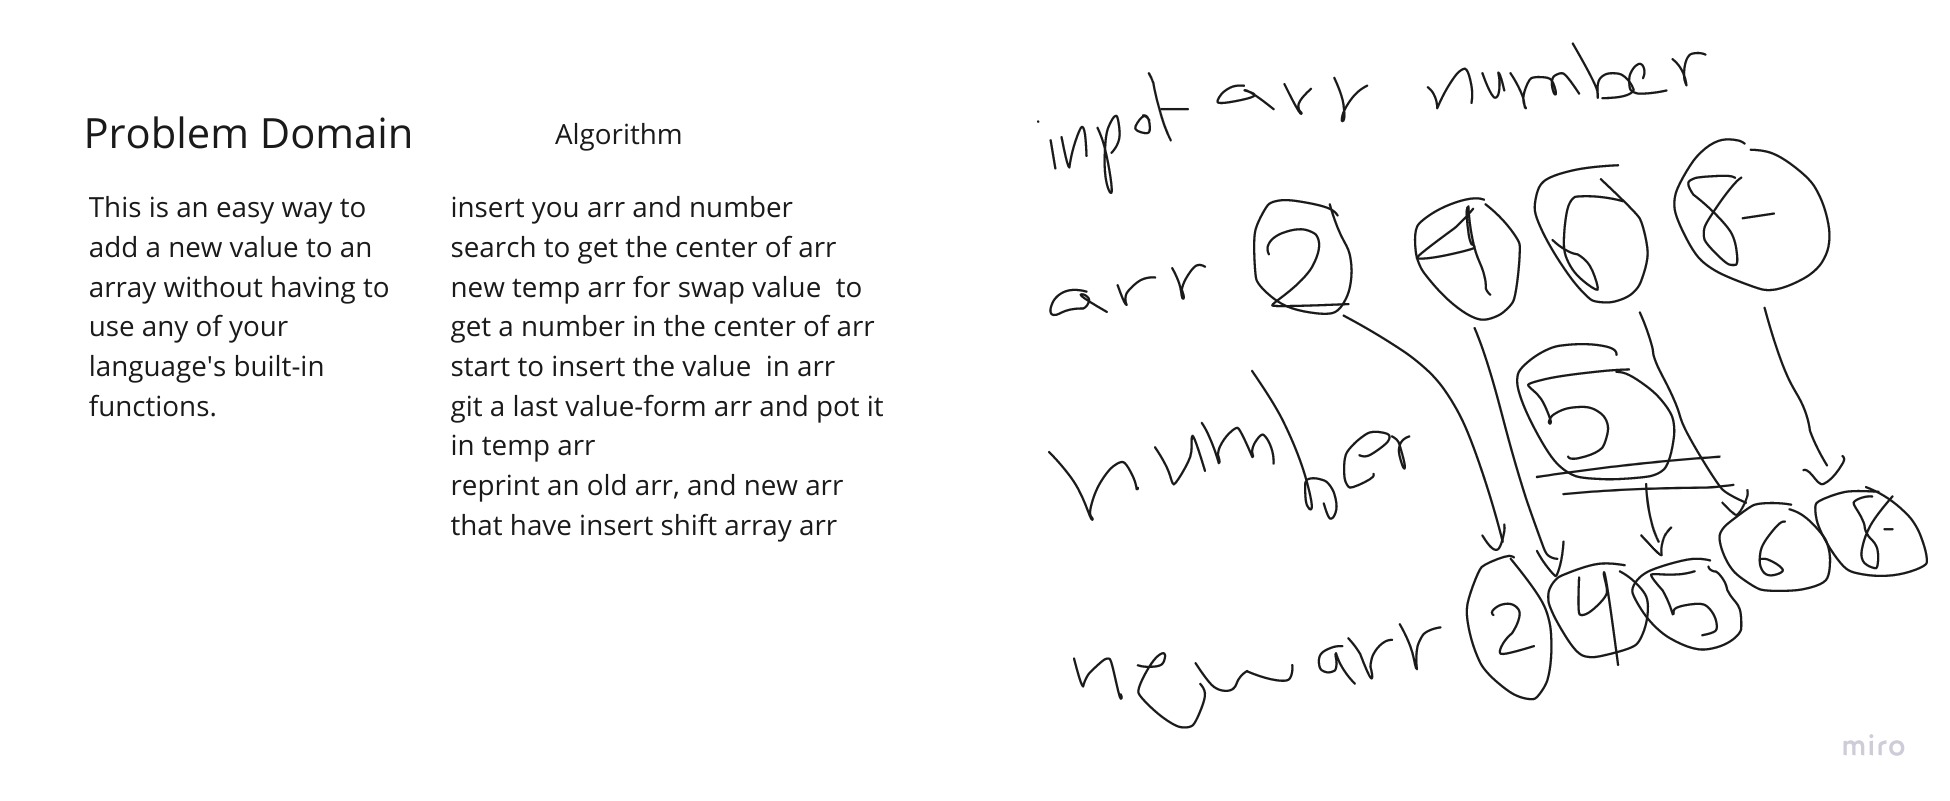 Problem Domain
This is an easy way to
add a new value to an
array without having to
use any of your
language's built-in
functions.
Algorithm
insert you arr and number
search to get the center of arr
new temp arr for swap value  to
get a number in the center of arr
start to insert the value  in arr
git a last value-form arr and pot it
in temp arr
reprint an old arr, and new arr
that have insert shift array arr
inpot arr number
arr 2 4 6 8
number 5
new arr 2 4 5 6 8
miro